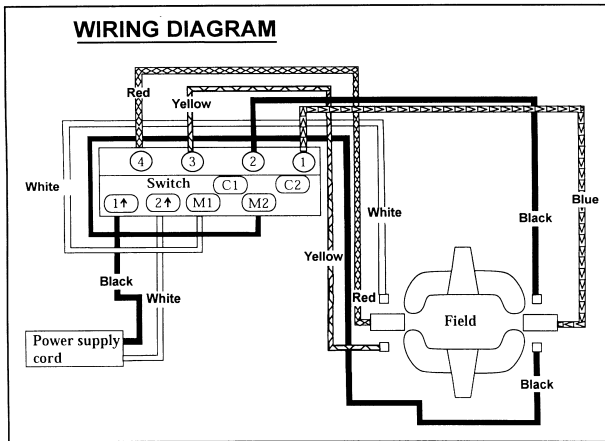 WIRING DIAGRAM
Red
Yellow
4
3
2
1
White
Switch
C1
C2
1↑
2↑
M1
M2
White
Black
Blue
Yellow
Black
White
Red
Field
Power supply
cord
Black